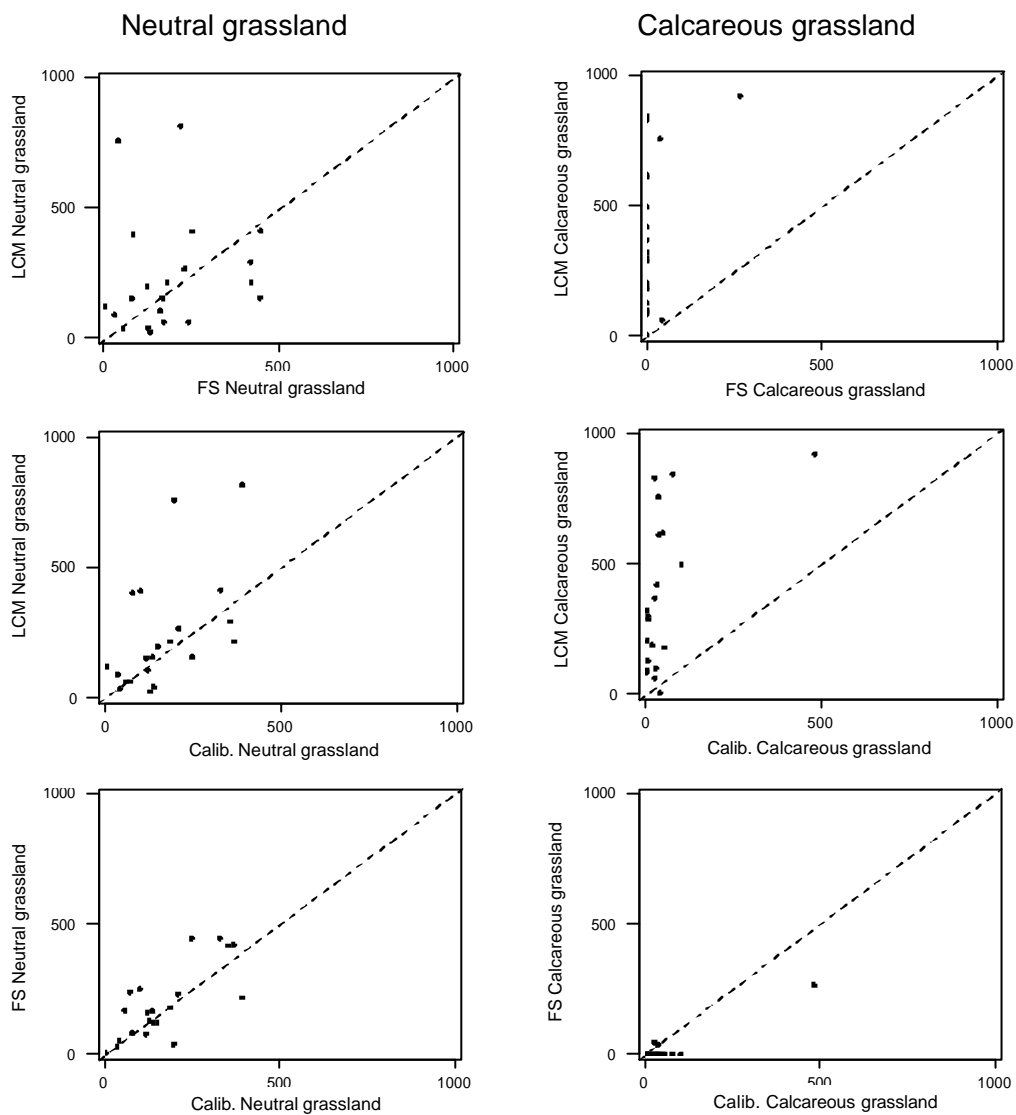 Neutral grassland
Calcareous grassland
1000
500
0
LCM Neutral grassland
0
500
1000
FS Neutral grassland
1000
500
0
LCM Calcareous grassland
0
500
1000
FS Calcareous grassland
1000
500
0
LCM Neutral grassland
0
500
1000
Calib. Neutral grassland
1000
500
0
LCM Calcareous grassland
0
500
1000
Calib. Calcareous grassland
1000
500
0
FS Neutral grassland
0
500
1000
Calib. Neutral grassland
1000
500
0
FS Calcareous grassland
0
500
1000
Calib. Calcareous grassland